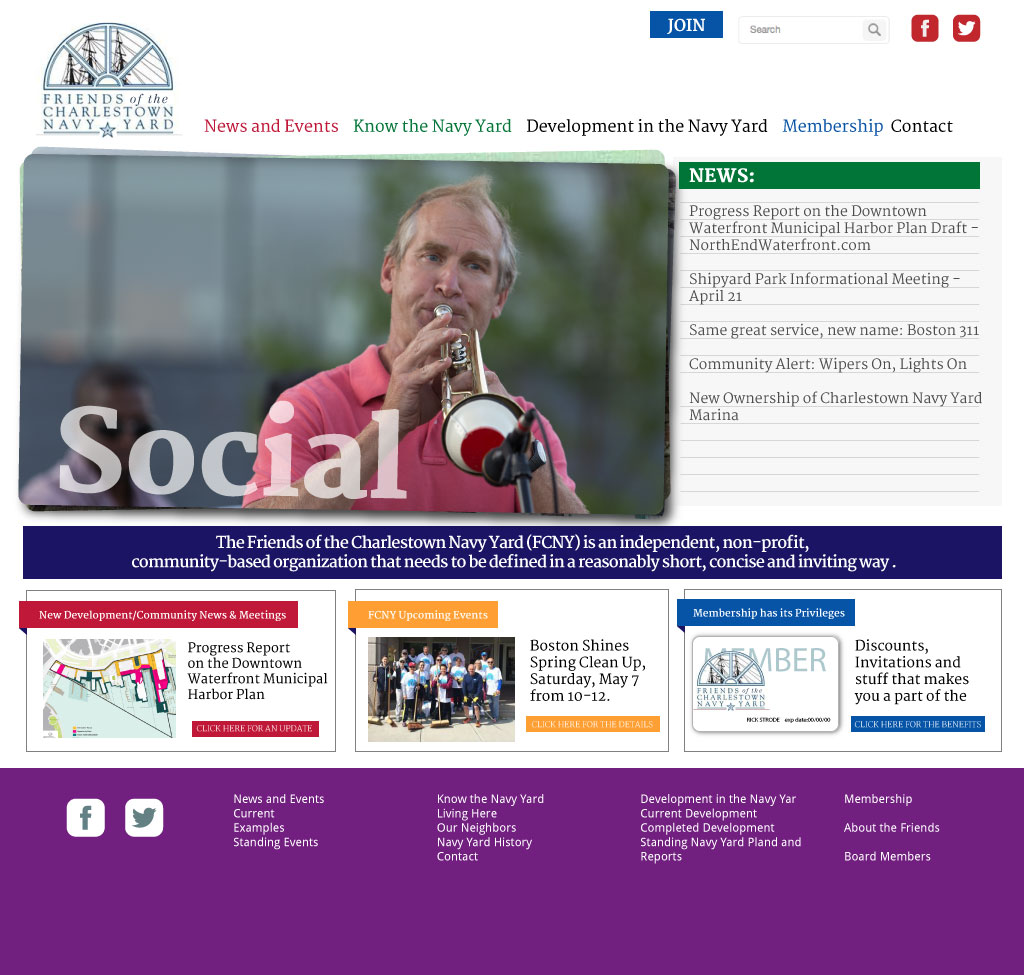 JOIN
Search
FRIENDS of the
CHARLESTOWN
NAVY YARD
News and Events Know the Navy Yard Development in the Navy Yard Membership Contact
Social
NEWS:
Progress Report on the Downtown
Waterfront Municipal Harbor Plan Draft -
NorthEndWaterfront.com
Shipyard Park Informational Meeting -
April 21
Same great service, new name: Boston 311
Community Alert: Wipers On, Lights On
New Ownership of Charlestown Navy Yard
Marina
The Friends of the Charlestown Navy Yard (FCNY) is an independent, non-profit,
community-based organization that needs to be defined in a reasonably short, concise and inviting way .
New Development/Community News & Meetings
Progress Report
on the Downtown
Waterfront Municipal
Harbor Plan
CLICK HERE FOR AN UPDATE
FCNY Upcoming Events
Boston Shines
Spring Clean Up,
Saturday, May 7
from 10-12.
CLICK HERE FOR THE DETAILS
Membership has its Privileges
MEMBER
FRIENDS of the
CHARLESTOWN
NAVY YARD
RICK STRODE exp date:00/00/00
Discounts,
Invitations and
stuff that makes
you a part of the
CLICK HERE FOR THE BENEFITS
News and Events
Current
Examples
Standing Events
Know the Navy Yard
Living Here
Our Neighbors
Navy Yard History
Contact
Development in the Navy Yar
Current Development
Completed Development
Standing Navy Yard Pland and
Reports
Membership
About the Friends
Board Members